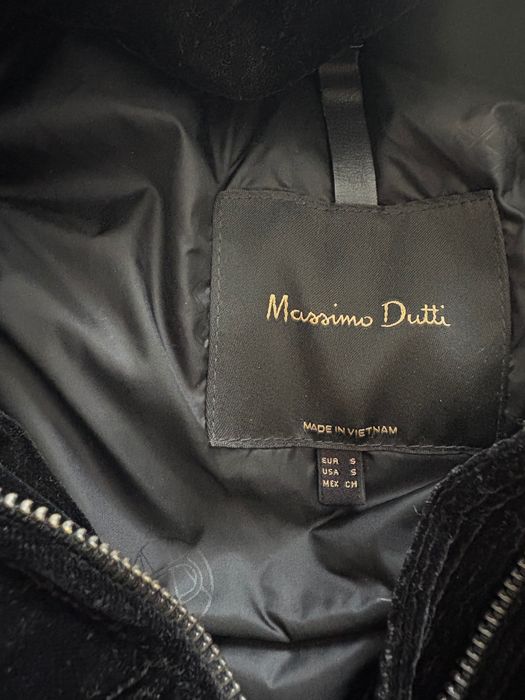 Massimo Dutti
MADE IN VIETNAM
EUR S
USA S
MEX CH